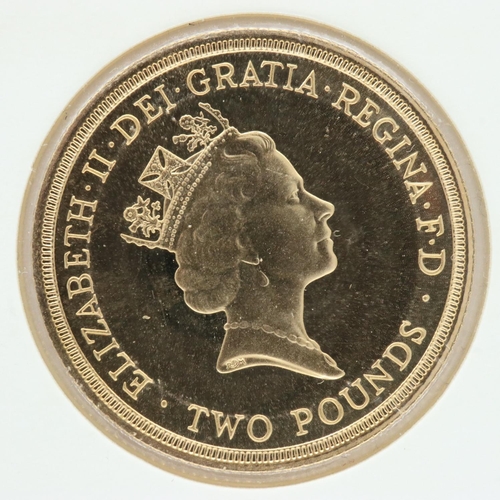 ELIZABETH·II·DEI·GRATIA·REGINA·F·D·
TWO POUNDS·